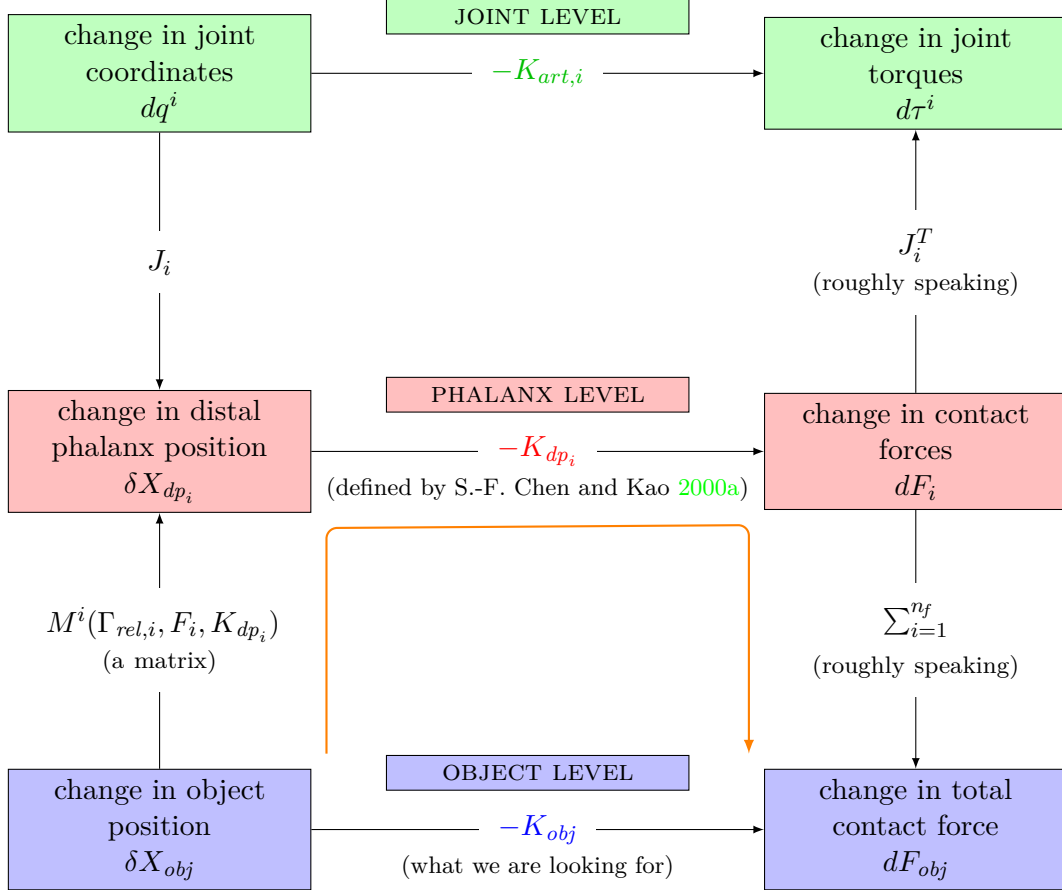 JOINT LEVEL
change in joint
coordinates
dq^i
−K_{art,i}
change in joint
torques
dτ^i
J_i
J_i^T
(roughly speaking)
PHALANX LEVEL
change in distal
phalanx position
δX_{dp_i}
−K_{dp_i}
(defined by S.-F. Chen and Kao 2000a)
change in contact
forces
dF_i
M^i(Γ_{rel,i}, F_i, K_{dp_i})
(a matrix)
∑_{i=1}^{n_f}
(roughly speaking)
OBJECT LEVEL
change in object
position
δX_{obj}
−K_{obj}
(what we are looking for)
change in total
contact force
dF_{obj}